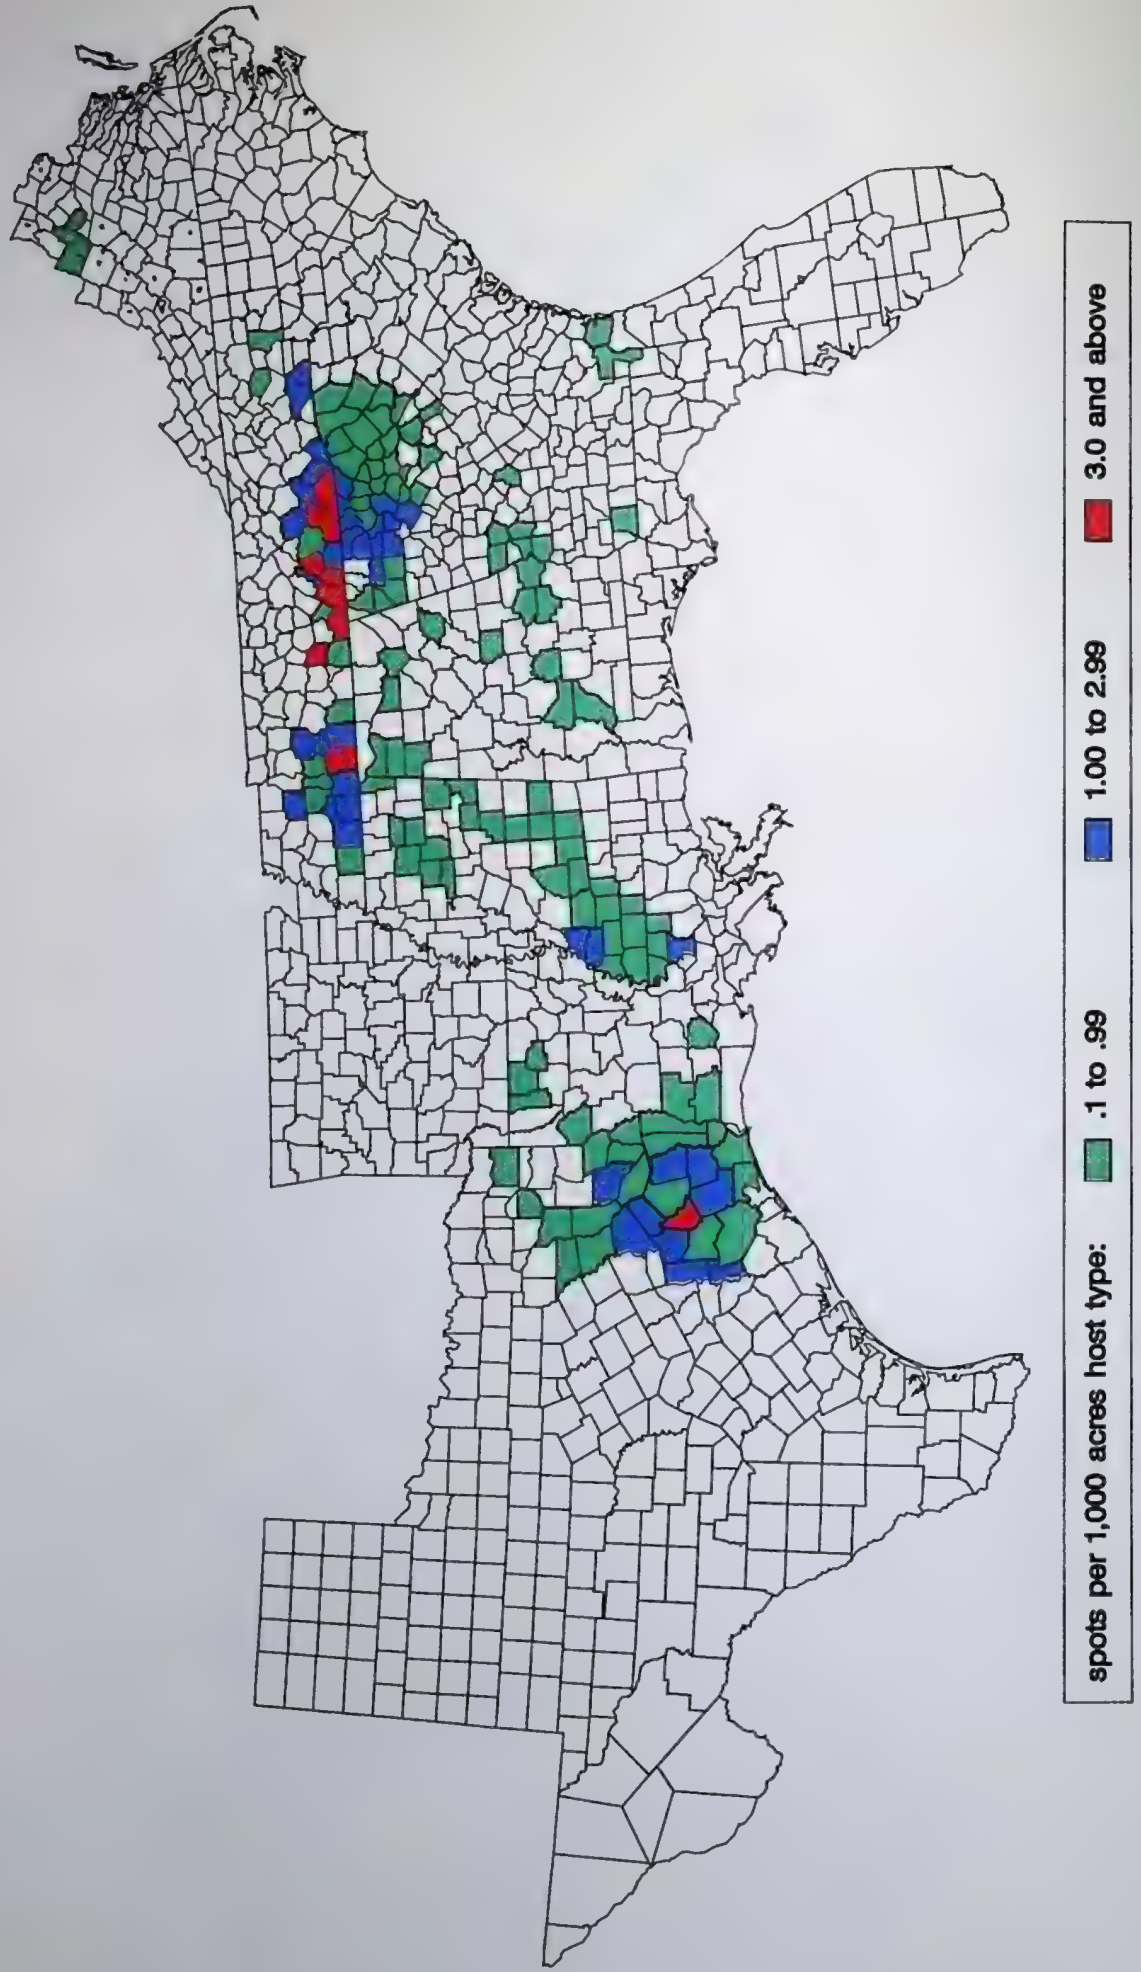 spots per 1,000 acres host type: .1 to .99 1.00 to 2.99 3.0 and above